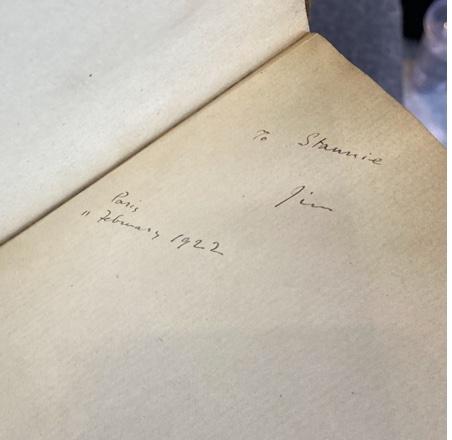 To Stannie
Jim
Paris
11 February 1922